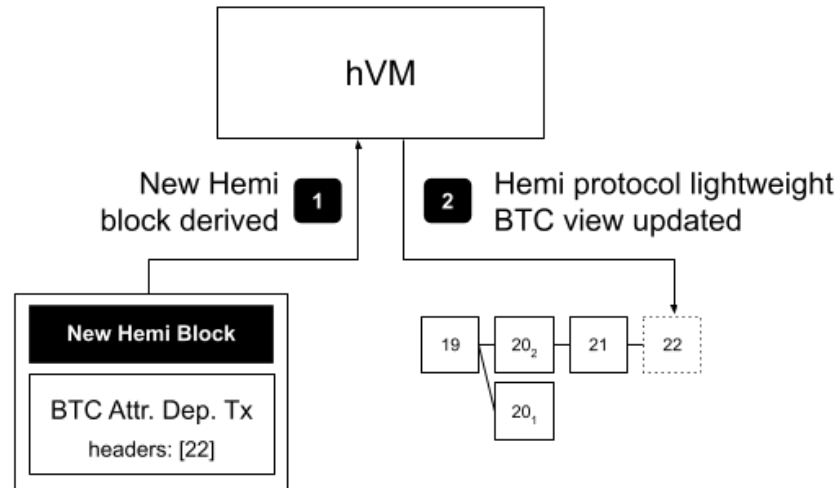 hVM
New Hemi
block derived
1
2
Hemi protocol lightweight
BTC view updated
New Hemi Block
BTC Attr. Dep. Tx
headers: [22]
19
20₂
21
22
20₁